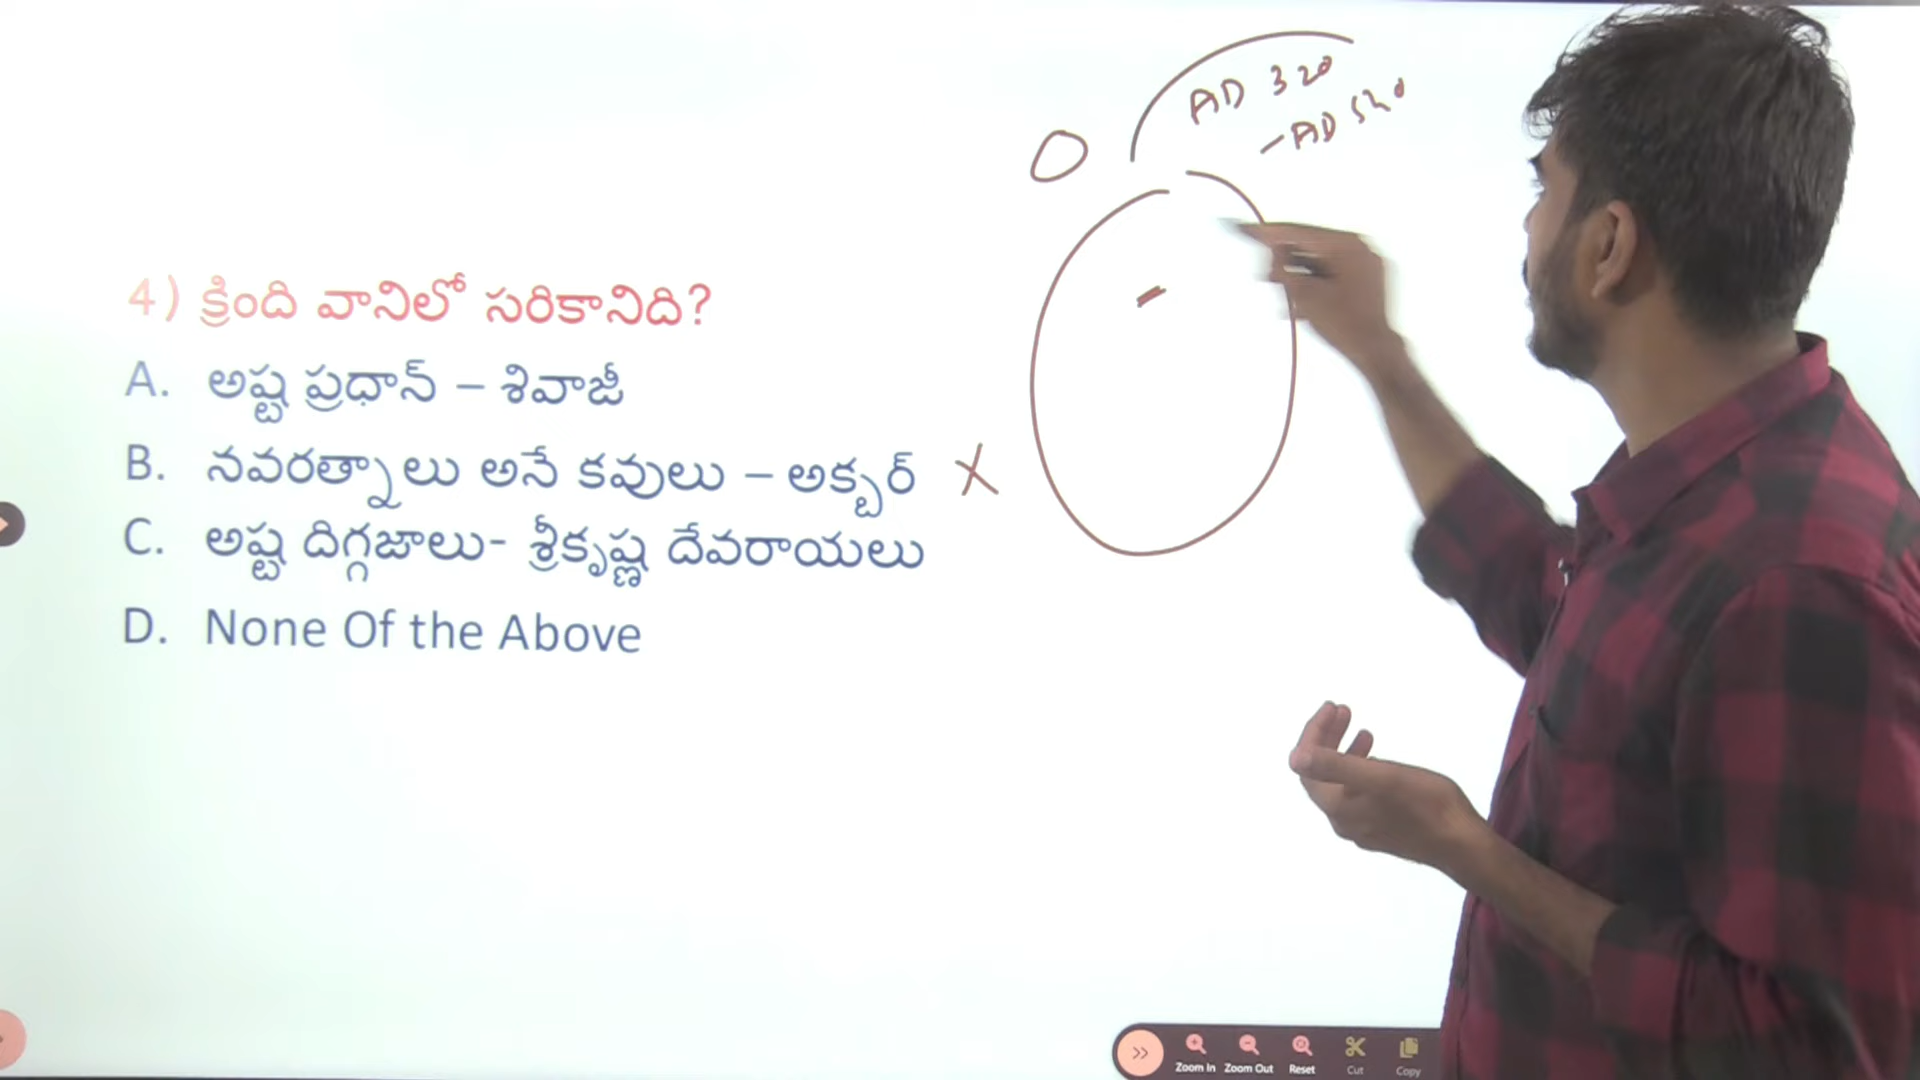 AD 320
- AD 540
4) క్రింది వానిలో సరికానిది?
A. అష్ట ప్రధాన్ – శివాజీ
B. నవరత్నాలు అనే కవులు – అక్బర్ X
C. అష్ట దిగ్గజాలు- శ్రీకృష్ణ దేవరాయలు
D. None Of the Above
Zoom In Zoom Out Reset Cut Copy